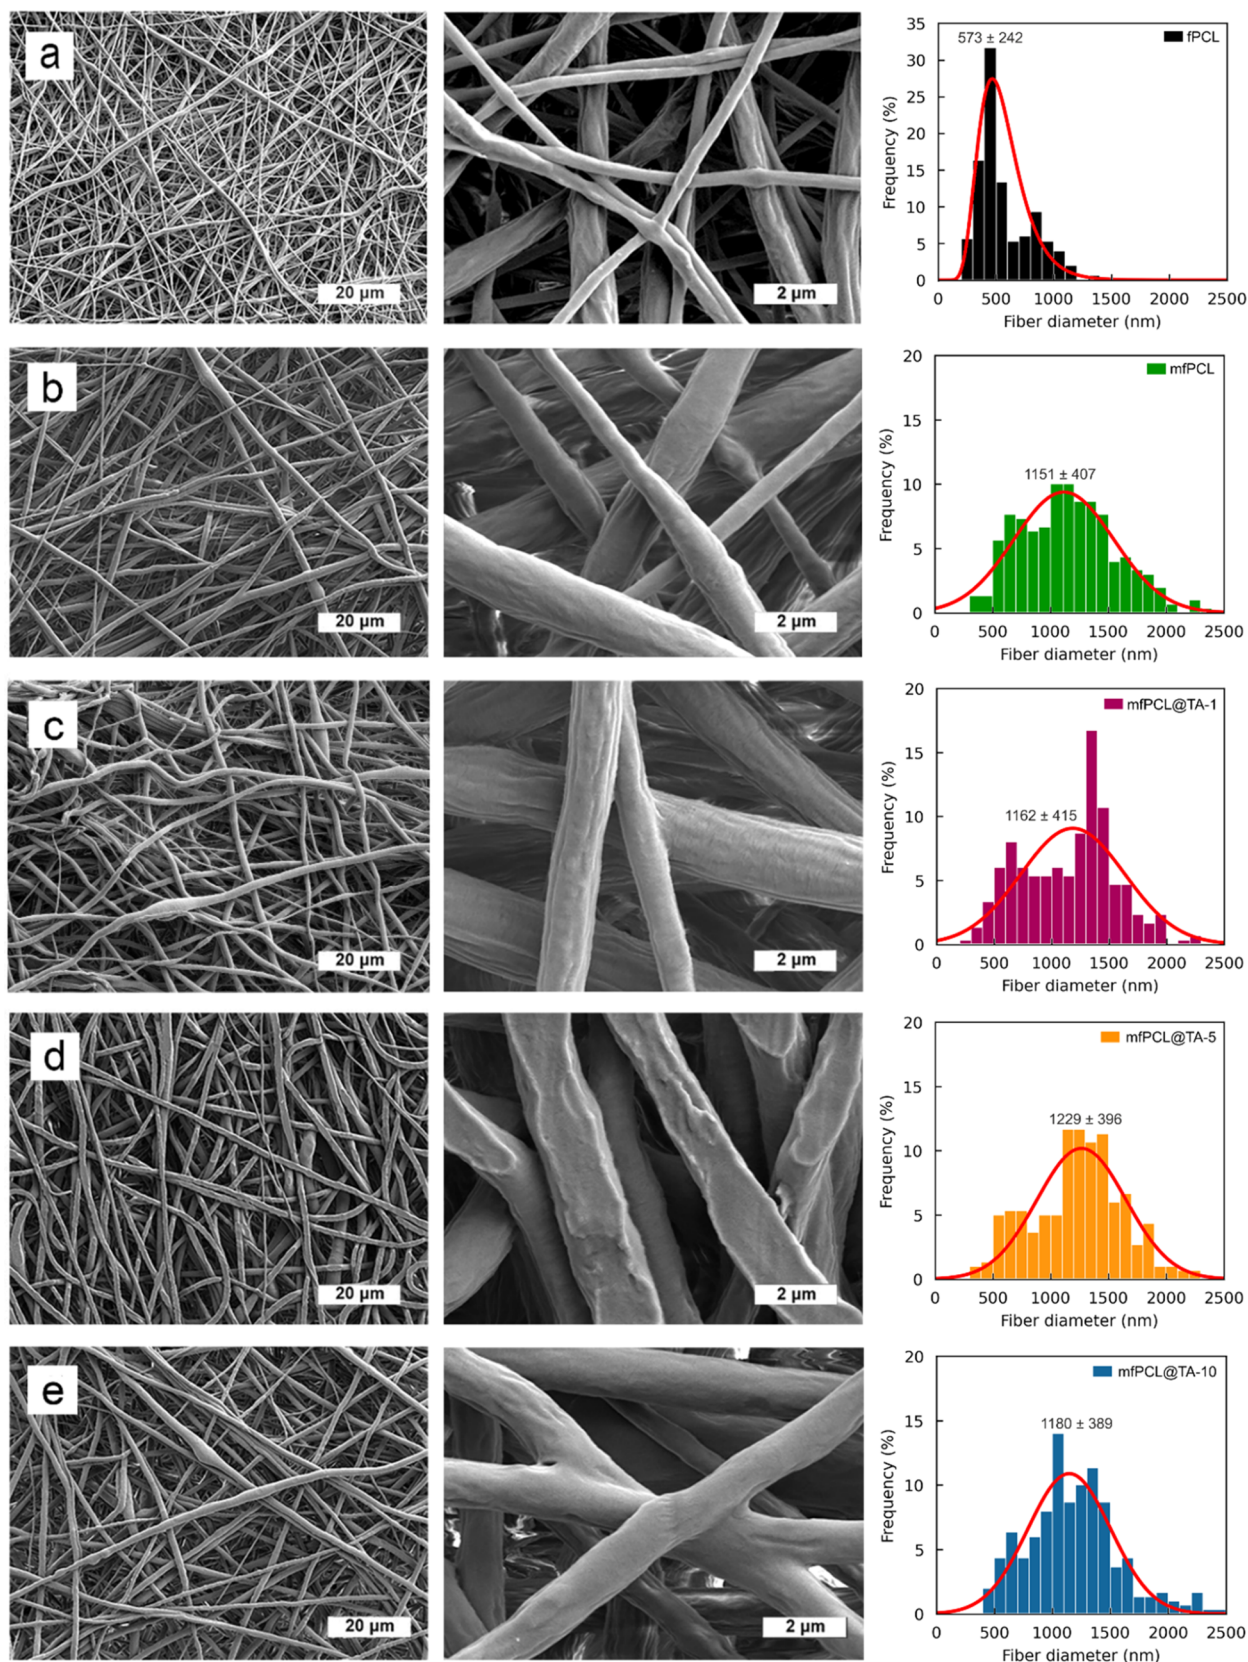 a
20 µm
2 µm
35
30
25
20
15
10
5
0
Frequency (%)
573 ± 242
fPCL
0 500 1000 1500 2000 2500
Fiber diameter (nm)
b
20 µm
2 µm
20
15
10
5
0
Frequency (%)
1151 ± 407
mfPCL
0 500 1000 1500 2000 2500
Fiber diameter (nm)
c
20 µm
2 µm
20
15
10
5
0
Frequency (%)
1162 ± 415
mfPCL@TA-1
0 500 1000 1500 2000 2500
Fiber diameter (nm)
d
20 µm
2 µm
20
15
10
5
0
Frequency (%)
1229 ± 396
mfPCL@TA-5
0 500 1000 1500 2000 2500
Fiber diameter (nm)
e
20 µm
2 µm
20
15
10
5
0
Frequency (%)
1180 ± 389
mfPCL@TA-10
0 500 1000 1500 2000 2500
Fiber diameter (nm)